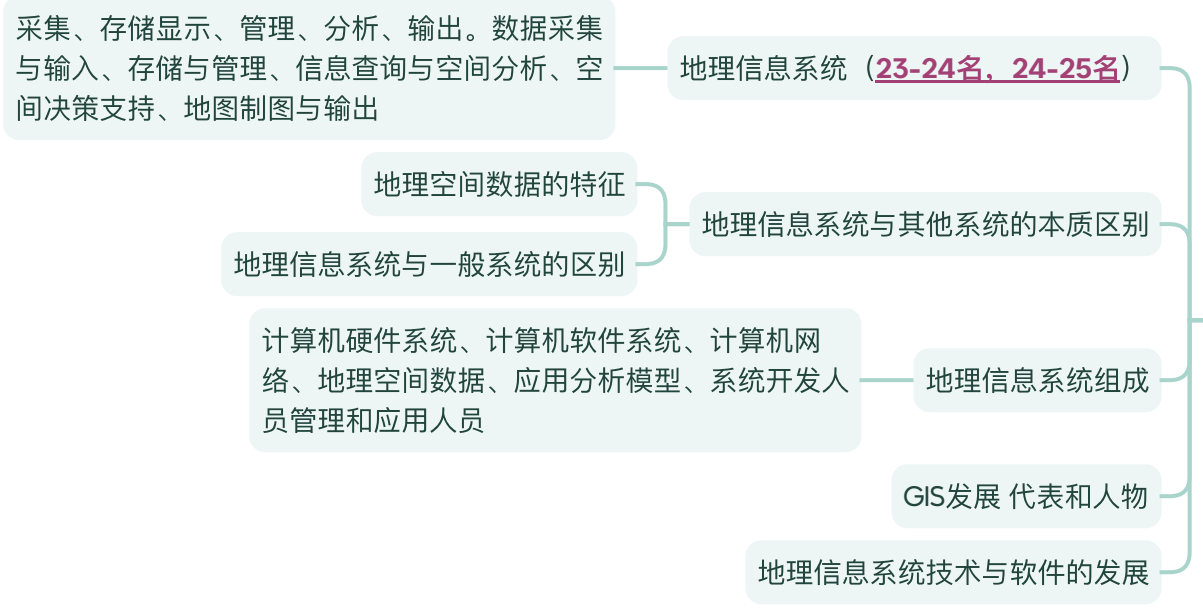 采集、存储显示、管理、分析、输出。数据采集
与输入、存储与管理、信息查询与空间分析、空
间决策支持、地图制图与输出
地理信息系统（23-24名，24-25名）
地理空间数据的特征
地理信息系统与一般系统的区别
地理信息系统与其他系统的本质区别
计算机硬件系统、计算机软件系统、计算机网
络、地理空间数据、应用分析模型、系统开发人
员管理和应用人员
地理信息系统组成
GIS发展 代表和人物
地理信息系统技术与软件的发展